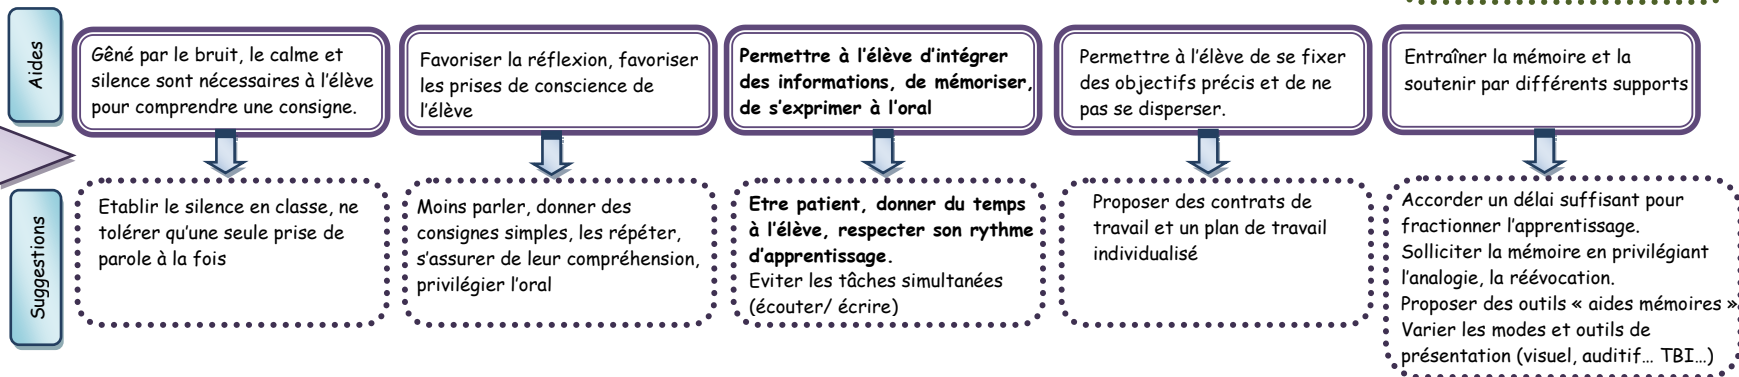 Aides
Gêné par le bruit, le calme et
silence sont nécessaires à l'élève
pour comprendre une consigne.
Favoriser la réflexion, favoriser
les prises de conscience de
l'élève
Permettre à l'élève d'intégrer
des informations, de mémoriser,
de s'exprimer à l'oral
Permettre à l'élève de se fixer
des objectifs précis et de ne
pas se disperser.
Entraîner la mémoire et la
soutenir par différents supports
Suggestions
Etablir le silence en classe, ne
tolérer qu'une seule prise de
parole à la fois
Moins parler, donner des
consignes simples, les répéter,
s'assurer de leur compréhension,
privilégier l'oral
Etre patient, donner du temps
à l'élève, respecter son rythme
d'apprentissage.
Eviter les tâches simultanées
(écouter/ écrire)
Proposer des contrats de
travail et un plan de travail
individualisé
Accorder un délai suffisant pour
fractionner l'apprentissage.
Solliciter la mémoire en privilégiant
l'analogie, la réévocation.
Proposer des outils « aides mémoires »
Varier les modes et outils de
présentation (visuel, auditif… TBI…)